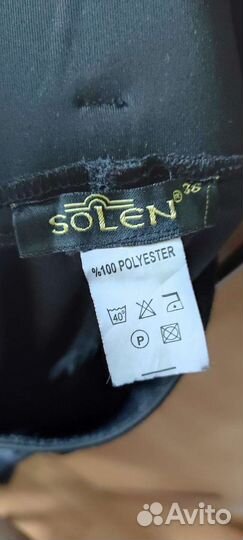 SOLEN® 36
%100 POLYESTER
40°
P
Avito